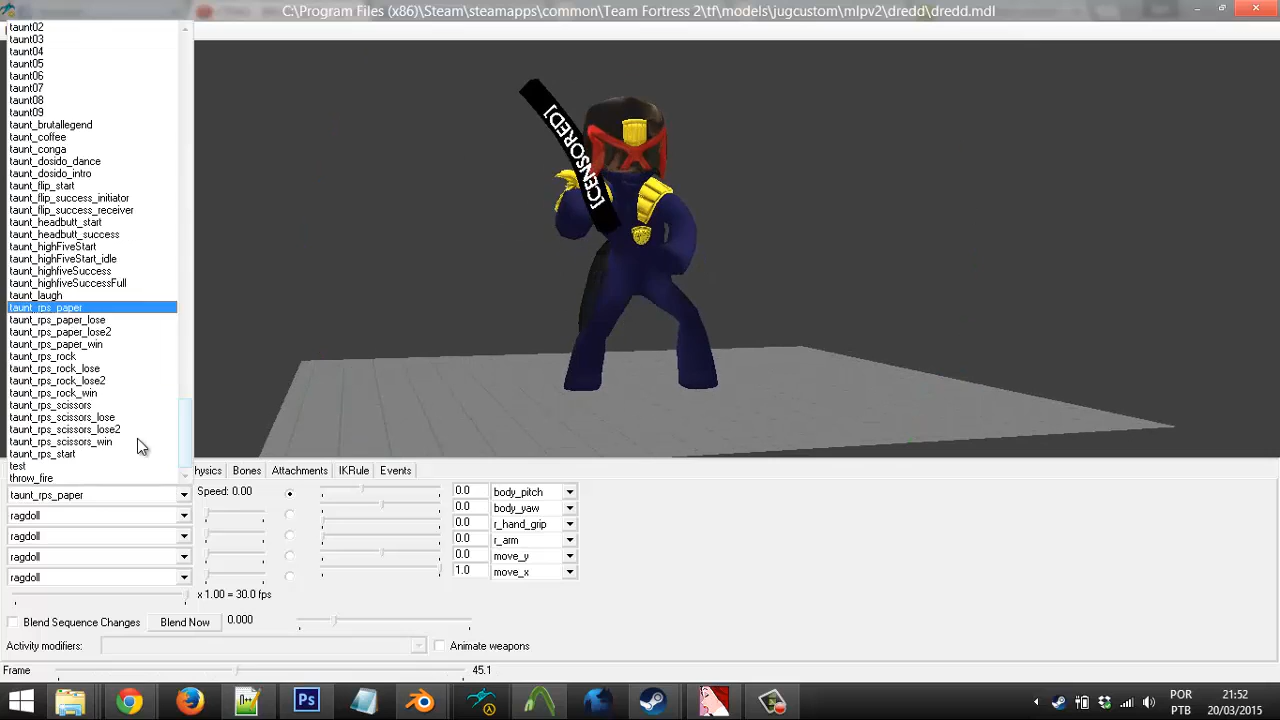 C:\Program Files (x86)\Steam\steamapps\common\Team Fortress 2\tf\models\jugcustom\mlpv2\dredd\dredd.mdl
taunt02
taunt03
taunt04
taunt05
taunt06
taunt07
taunt08
taunt09
taunt_brutallegend
taunt_coffee
taunt_conga
taunt_dosido_dance
taunt_dosido_intro
taunt_flip_start
taunt_flip_success_initiator
taunt_flip_success_receiver
taunt_headbutt_start
taunt_headbutt_success
taunt_highFiveStart
taunt_highFiveStart_idle
taunt_highfiveSuccess
taunt_highfiveSuccessFull
taunt_laugh
taunt_rps_paper
taunt_rps_paper_lose
taunt_rps_paper_lose2
taunt_rps_paper_win
taunt_rps_rock
taunt_rps_rock_lose
taunt_rps_rock_lose2
taunt_rps_rock_win
taunt_rps_scissors
taunt_rps_scissors_lose
taunt_rps_scissors_lose2
taunt_rps_scissors_win
taunt_rps_start
test
throw_fire
[CENSORED]
Bones Attachments IKRule Events
taunt_rps_paper Speed: 0.00 0.0 body_pitch
0.0 body_yaw
ragdoll 0.0 r_hand_grip
ragdoll 0.0 r_arm
ragdoll 0.0 move_y
ragdoll 1.0 move_x
x 1.00 = 30.0 fps
Blend Sequence Changes Blend Now 0.000
Activity modifiers: Animate weapons
Frame 45.1
Ps
POR 21:52
PTB 20/03/2015